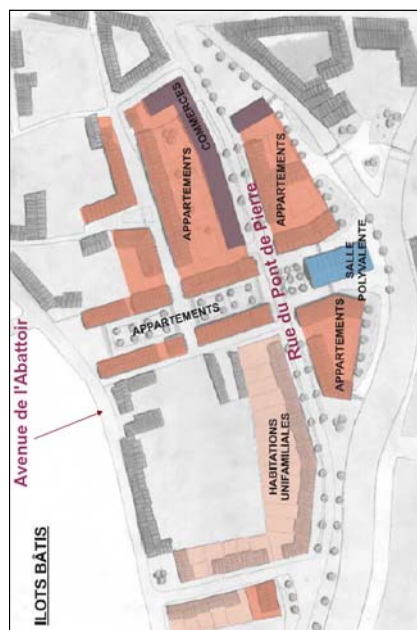 ILOTS BÂTIS
Avenue de l'Abattoir
HABITATIONS
UNIFAMILIALES
APPARTEMENTS
Rue du Pont de Pierre
APPARTEMENTS
SALLE
POLYVALENTE
APPARTEMENTS
COMMERCES
APPARTEMENTS